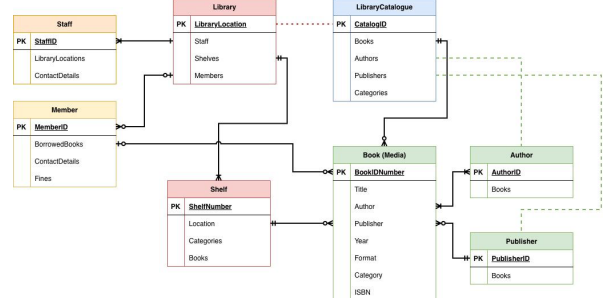 Library
PK LibraryLocation
Staff
Shelves
Members
LibraryCatalogue
PK CatalogID
Books
Authors
Publishers
Categories
Staff
PK StaffID
LibraryLocations
ContactDetails
Member
PK MemberID
BorrowedBooks
ContactDetails
Fines
Shelf
PK ShelfNumber
Location
Categories
Books
Book (Media)
PK BookIDNumber
Title
Author
Publisher
Year
Format
Category
ISBN
Author
PK AuthorID
Books
Publisher
PK PublisherID
Books